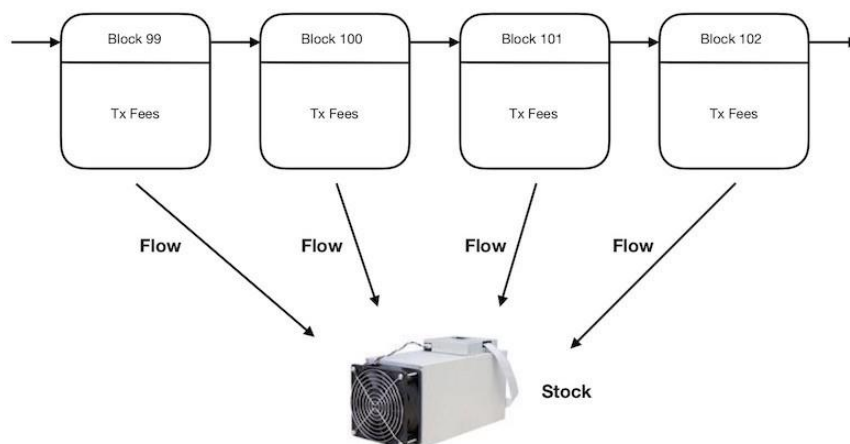 Block 99
Block 100
Block 101
Block 102
Tx Fees
Tx Fees
Tx Fees
Tx Fees
Flow
Flow
Flow
Flow
Stock